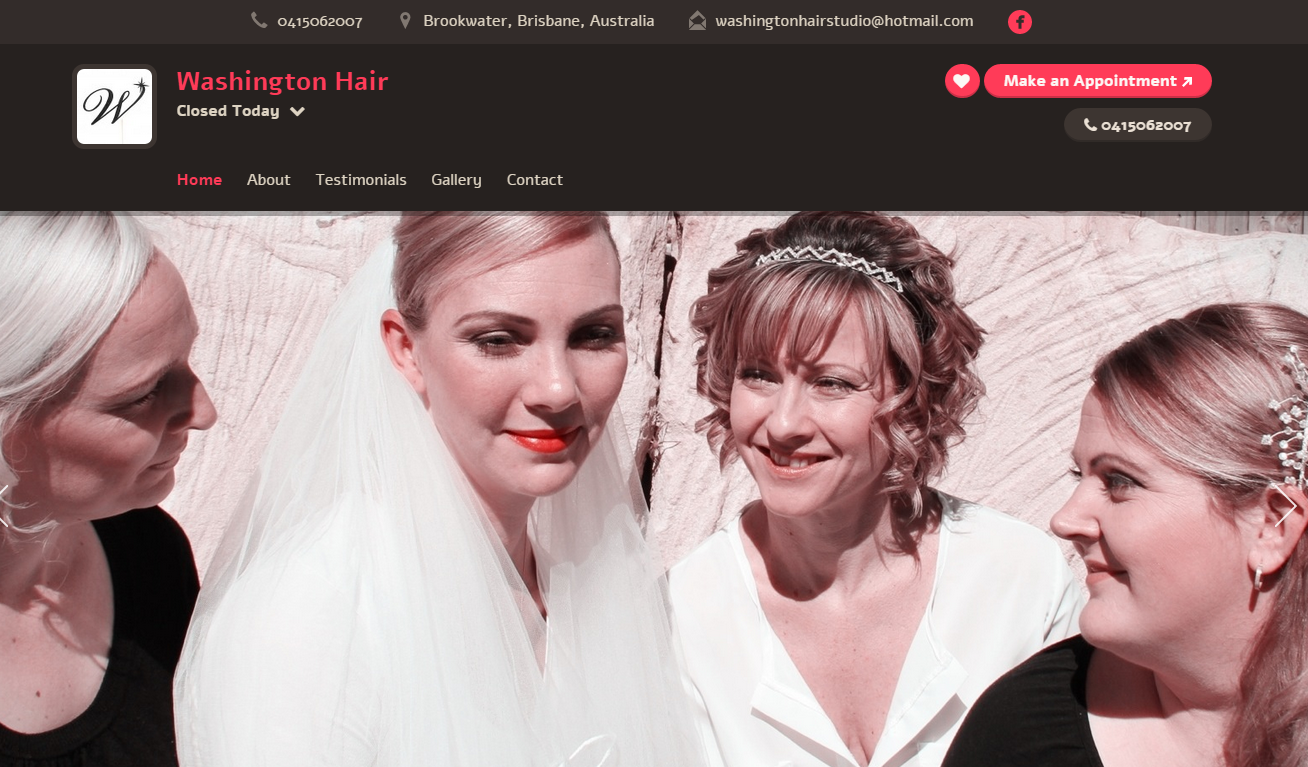 0415062007 Brookwater, Brisbane, Australia washingtonhairstudio@hotmail.com
W
Washington Hair
Closed Today
Make an Appointment
0415062007
Home About Testimonials Gallery Contact